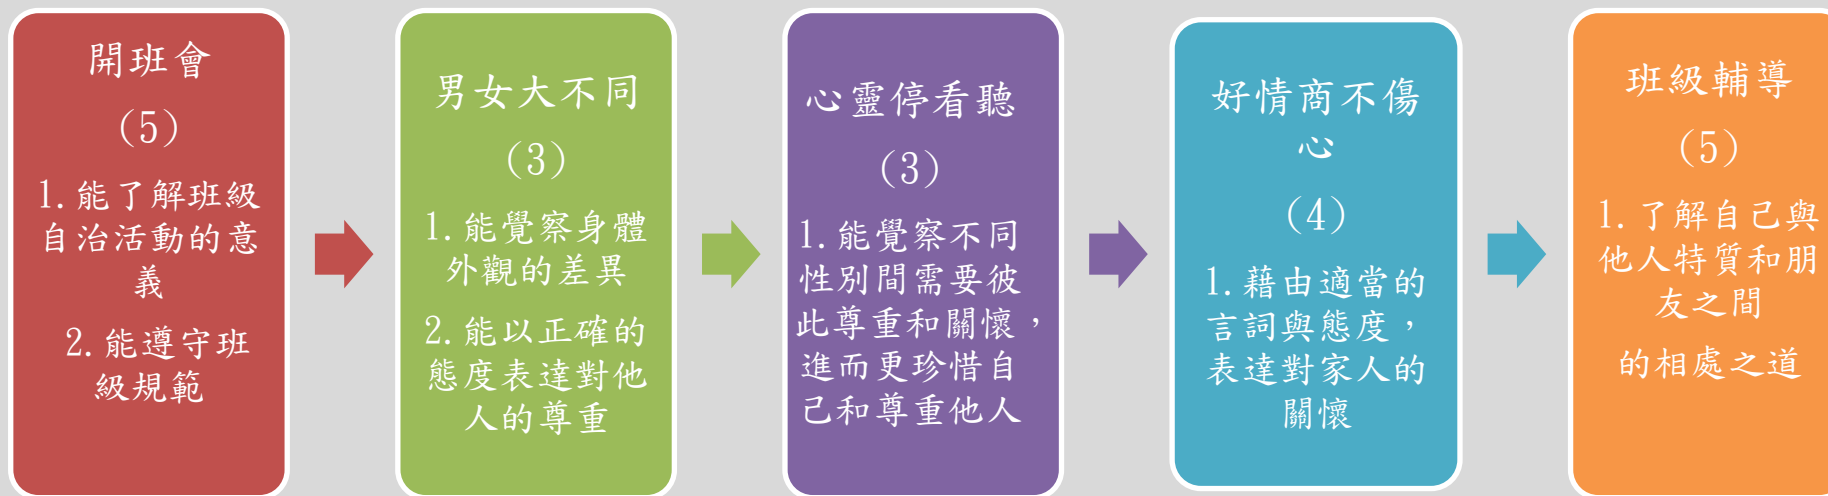 開班會
(5)
1. 能了解班級
自治活動的意
義
2. 能遵守班
級規範
男女大不同
(3)
1. 能覺察身體
外觀的差異
2. 能以正確的
態度表達對他
人的尊重
心靈停看聽
(3)
1. 能覺察不同
性別間需要彼
此尊重和關懷，
進而更珍惜自
己和尊重他人
好情商不傷
心
(4)
1. 藉由適當的
言詞與態度，
表達對家人的
關懷
班級輔導
(5)
1. 了解自己與
他人特質和朋
友之間
的相處之道